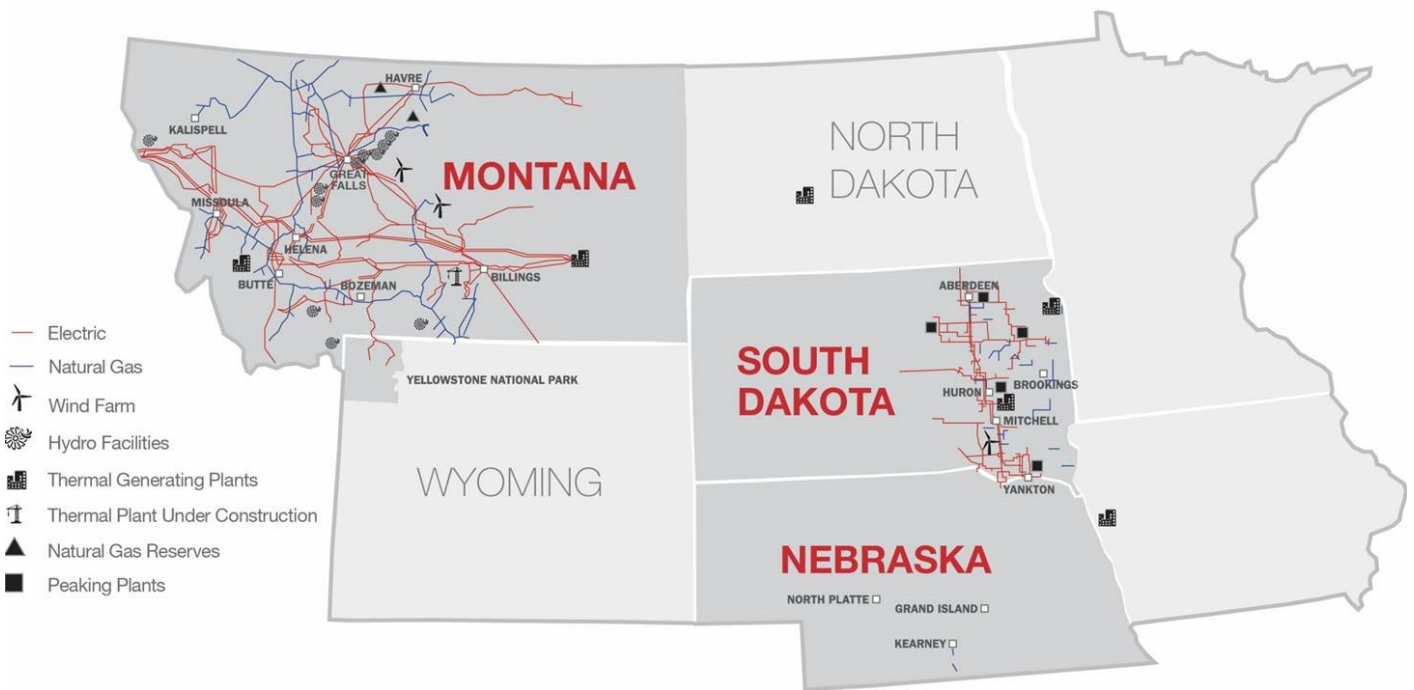 HAVRE
KALISPELL
GREAT
FALLS
MONTANA
MISSOULA
HELENA
BUTTE
BOZEMAN
BILLINGS
NORTH
DAKOTA
ABERDEEN
SOUTH
DAKOTA
BROOKINGS
HURON
MITCHELL
YANKTON
YELLOWSTONE NATIONAL PARK
WYOMING
NEBRASKA
NORTH PLATTE
GRAND ISLAND
KEARNEY
Electric
Natural Gas
Wind Farm
Hydro Facilities
Thermal Generating Plants
Thermal Plant Under Construction
Natural Gas Reserves
Peaking Plants